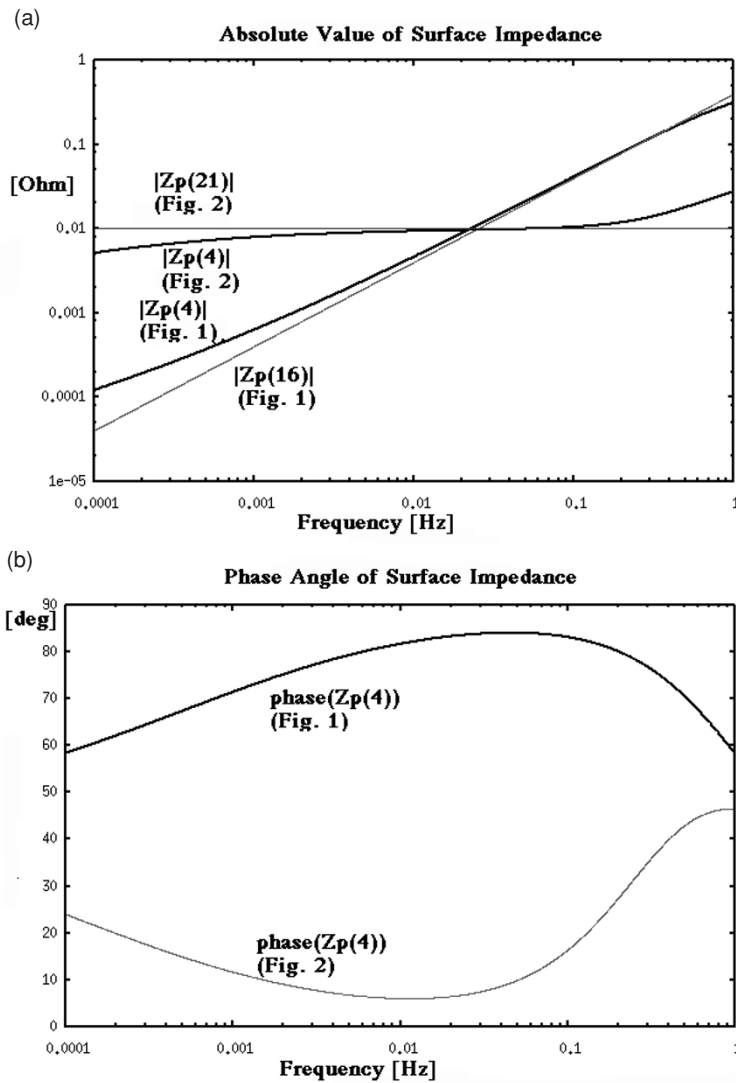 (a)
Absolute Value of Surface Impedance
1
0.1
[Ohm]
|Zp(21)|
(Fig. 2)
0.01
|Zp(4)|
(Fig. 2)
|Zp(4)|
(Fig. 1)
0.001
|Zp(16)|
(Fig. 1)
0.0001
1e-05
0.0001 0.001 0.01 0.1 1
Frequency [Hz]
(b)
Phase Angle of Surface Impedance
90
[deg]
80
70
phase(Zp(4))
(Fig. 1)
60
50
40
30
20
phase(Zp(4))
(Fig. 2)
10
0
0.0001 0.001 0.01 0.1 1
Frequency [Hz]